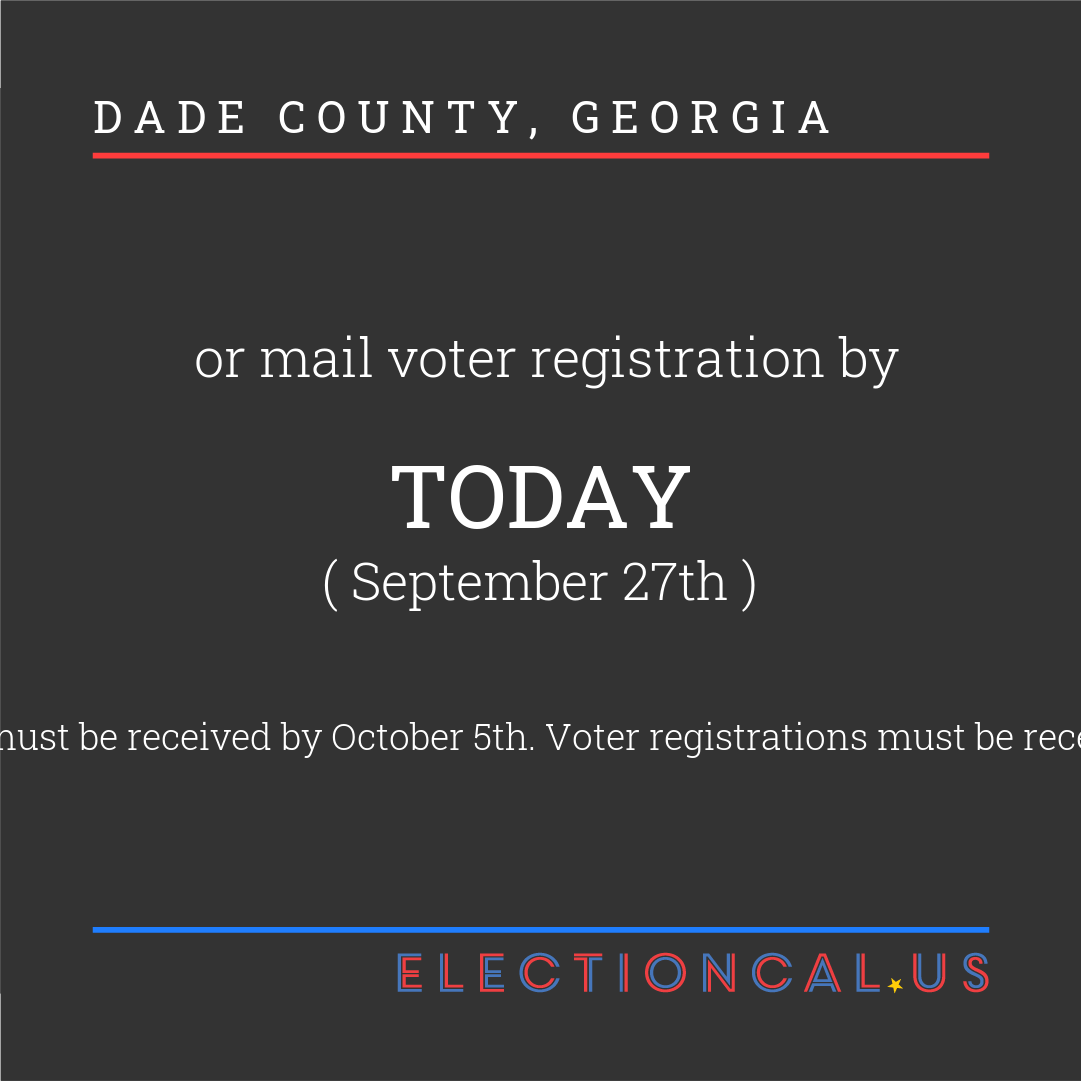 DADE COUNTY, GEORGIA
or mail voter registration by
TODAY
( September 27th )
must be received by October 5th. Voter registrations must be
ELECTIONCAL.US